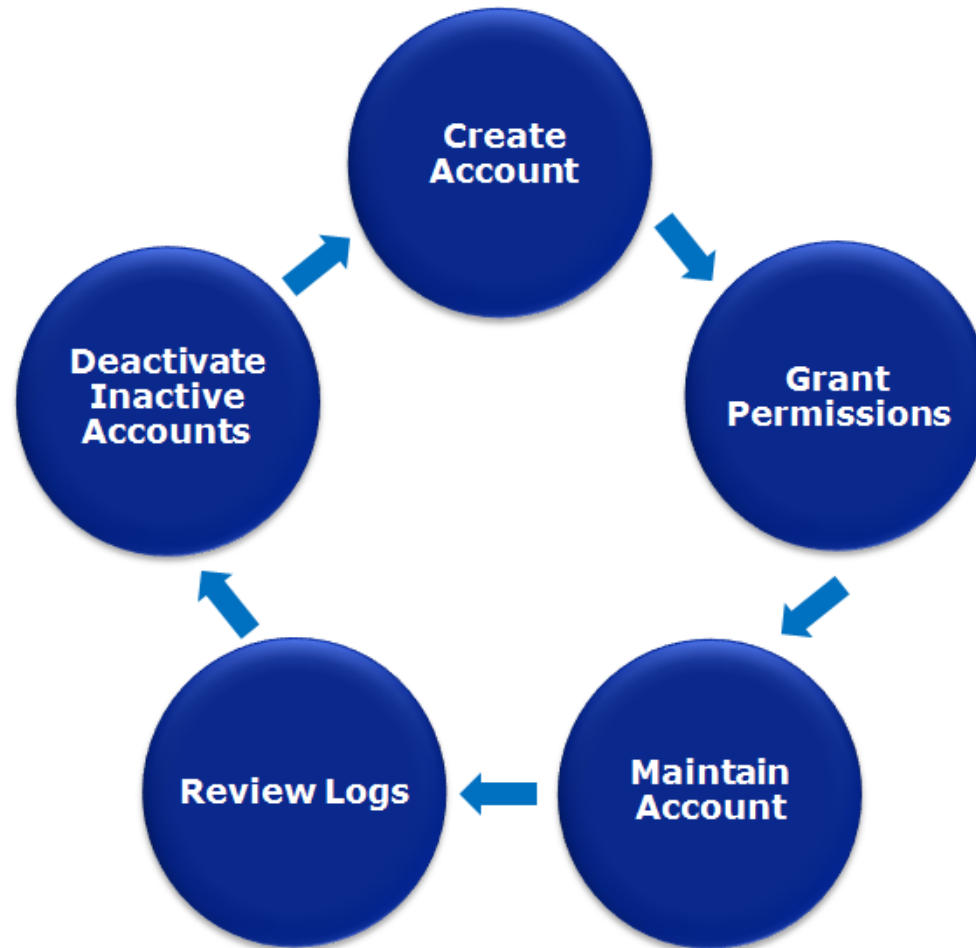 Create
Account
Grant
Permissions
Maintain
Account
Review Logs
Deactivate
Inactive
Accounts